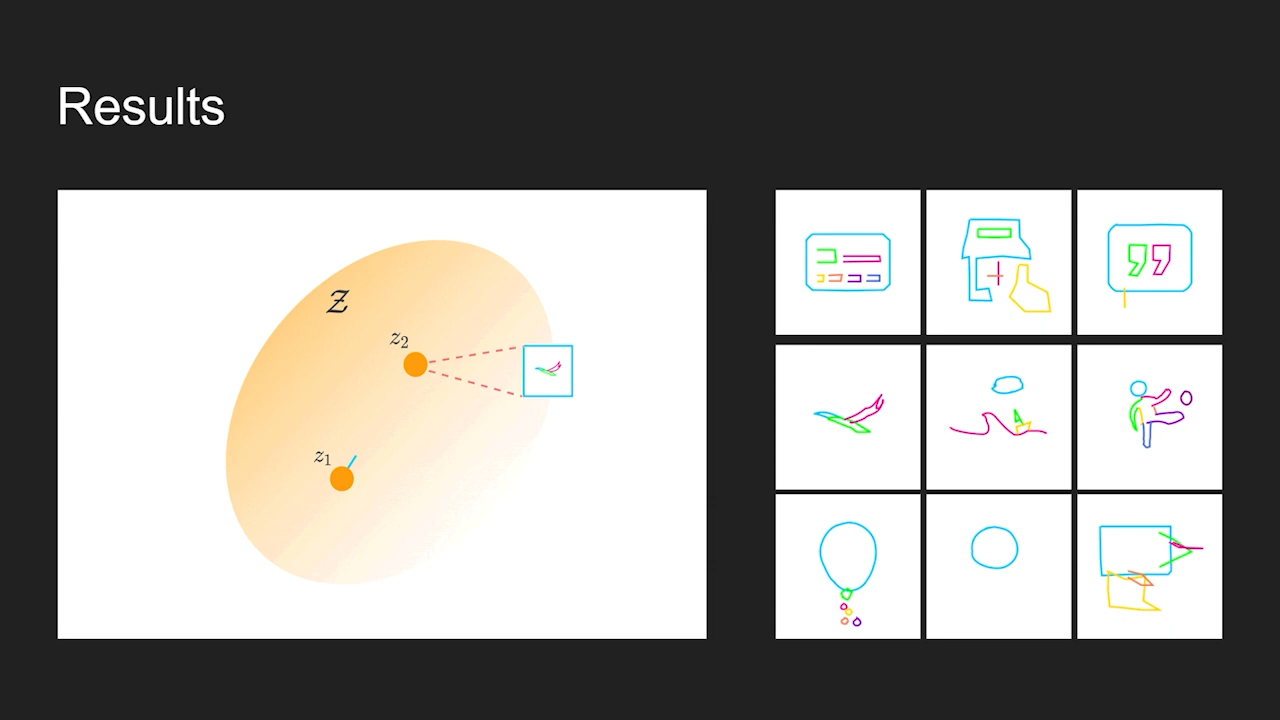 Results
𝒵
z₂
z₁